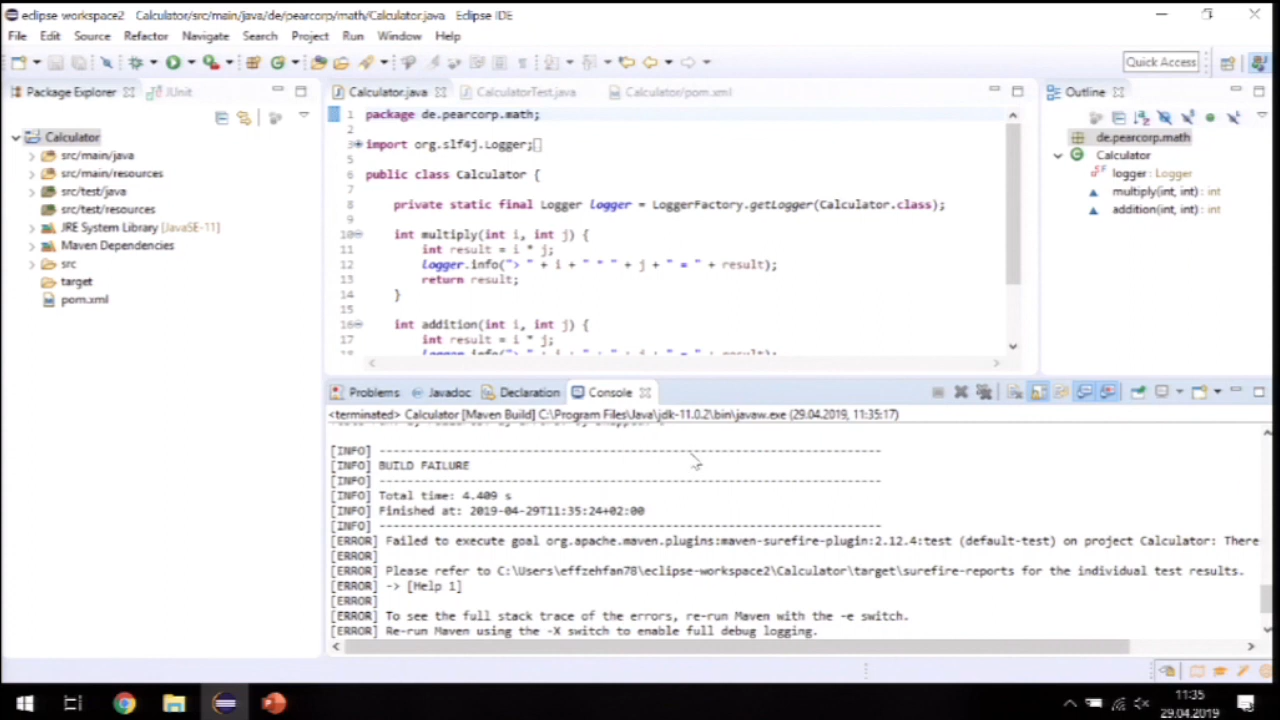 eclipse workspace2   Calculator/src/main/java/de/pearcorp/math/Calculator.java   Eclipse IDE
File Edit Source Refactor Navigate Search Project Run Window Help
Quick Access
Package Explorer
JUnit
Calculator
src/main/java
src/main/resources
src/test/java
src/test/resources
JRE System Library [JavaSE-11]
Maven Dependencies
src
target
pom.xml
Calculator.java
CalculatorTest.java
Calculator/pom.xml
1 package de.pearcorp.math;
2
3 import org.slf4j.Logger;
5
6 public class Calculator {
7
8 private static final Logger logger = LoggerFactory.getLogger(Calculator.class);
9
10 int multiply(int i, int j) {
11 int result = i * j;
12 logger.info("> " + i + " * " + j + " = " + result);
13 return result;
14 }
15
16 int addition(int i, int j) {
17 int result = i * j;
Outline
de.pearcorp.math
Calculator
logger : Logger
multiply(int, int) : int
addition(int, int) : int
Problems
Javadoc
Declaration
Console
<terminated> Calculator [Maven Build] C:\Program Files\Java\jdk-11.0.2\bin\javaw.exe (29.04.2019, 11:35:17)
[INFO] ------------------------------------------------------------------------
[INFO] BUILD FAILURE
[INFO] ------------------------------------------------------------------------
[INFO] Total time: 4.409 s
[INFO] Finished at: 2019-04-29T11:35:24+02:00
[INFO] ------------------------------------------------------------------------
[ERROR] Failed to execute goal org.apache.maven.plugins:maven-surefire-plugin:2.12.4:test (default-test) on project Calculator: There
[ERROR]
[ERROR] Please refer to C:\Users\effzehfan78\eclipse-workspace2\Calculator\target\surefire-reports for the individual test results.
[ERROR] -> [Help 1]
[ERROR]
[ERROR] To see the full stack trace of the errors, re-run Maven with the -e switch.
[ERROR] Re-run Maven using the -X switch to enable full debug logging.
11:35
29.04.2019